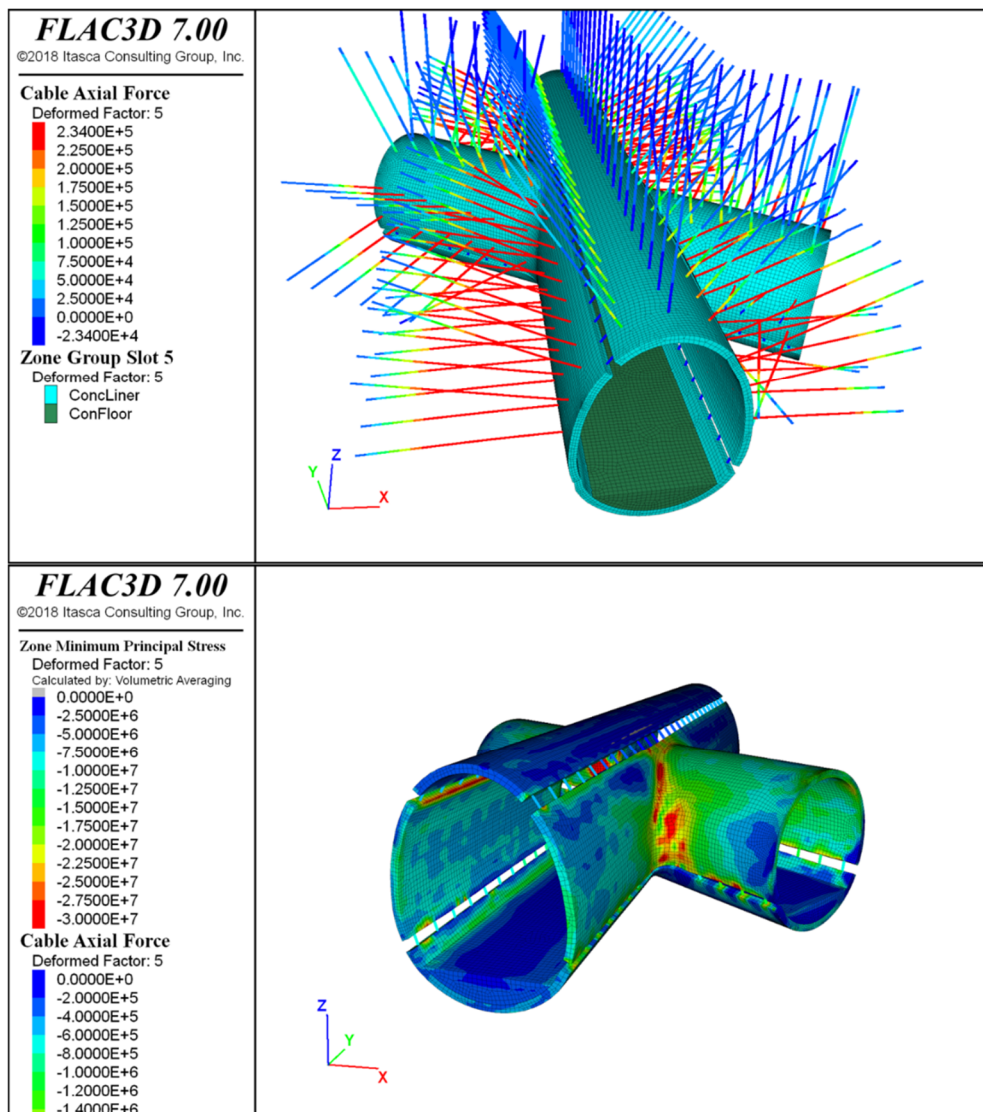 FLAC3D 7.00
©2018 Itasca Consulting Group, Inc.
Cable Axial Force
Deformed Factor: 5
2.3400E+5
2.2500E+5
2.0000E+5
1.7500E+5
1.5000E+5
1.2500E+5
1.0000E+5
7.5000E+4
5.0000E+4
2.5000E+4
0.0000E+0
-2.3400E+4
Zone Group Slot 5
Deformed Factor: 5
ConcLiner
ConFloor
Z
Y
X
FLAC3D 7.00
©2018 Itasca Consulting Group, Inc.
Zone Minimum Principal Stress
Deformed Factor: 5
Calculated by: Volumetric Averaging
0.0000E+0
-2.5000E+6
-5.0000E+6
-7.5000E+6
-1.0000E+7
-1.2500E+7
-1.5000E+7
-1.7500E+7
-2.0000E+7
-2.2500E+7
-2.5000E+7
-2.7500E+7
-3.0000E+7
Cable Axial Force
Deformed Factor: 5
0.0000E+0
-2.0000E+5
-4.0000E+5
-6.0000E+5
-8.0000E+5
-1.0000E+6
-1.2000E+6
-1.4000E+6
Z
Y
X